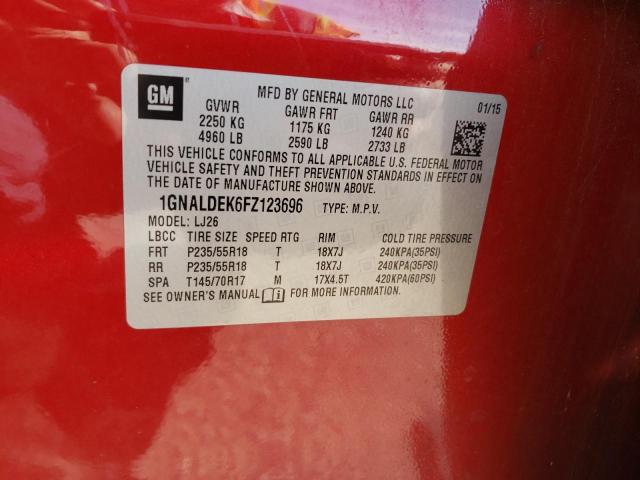 GM
MFD BY GENERAL MOTORS LLC 01/15
GVWR GAWR FRT GAWR RR
2250 KG 1175 KG 1240 KG
4960 LB 2590 LB 2733 LB
THIS VEHICLE CONFORMS TO ALL APPLICABLE U.S. FEDERAL MOTOR
VEHICLE SAFETY AND THEFT PREVENTION STANDARDS IN EFFECT ON
THE DATE OF MANUFACTURE SHOWN ABOVE.
1GNALDEK6FZ123696 TYPE: M.P.V.
MODEL: LJ26
LBCC TIRE SIZE SPEED RTG RIM COLD TIRE PRESSURE
FRT P235/55R18 T 18X7J 240KPA(35PSI)
RR P235/55R18 T 18X7J 240KPA(35PSI)
SPA T145/70R17 M 17X4.5T 420KPA(60PSI)
SEE OWNER'S MANUAL FOR MORE INFORMATION.